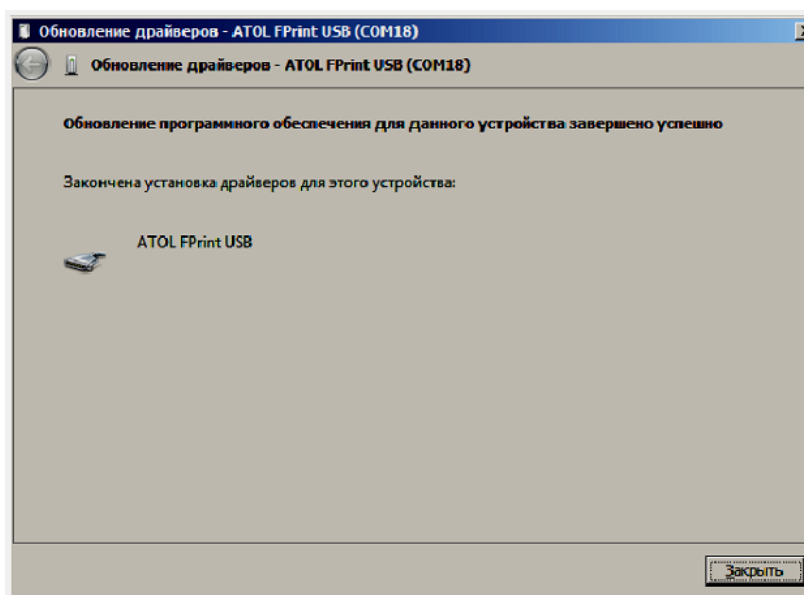 Обновление драйверов - ATOL FPrint USB (COM18)
Обновление драйверов - ATOL FPrint USB (COM18)
Обновление программного обеспечения для данного устройства завершено успешно
Закончена установка драйверов для этого устройства:
ATOL FPrint USB
Закрыть